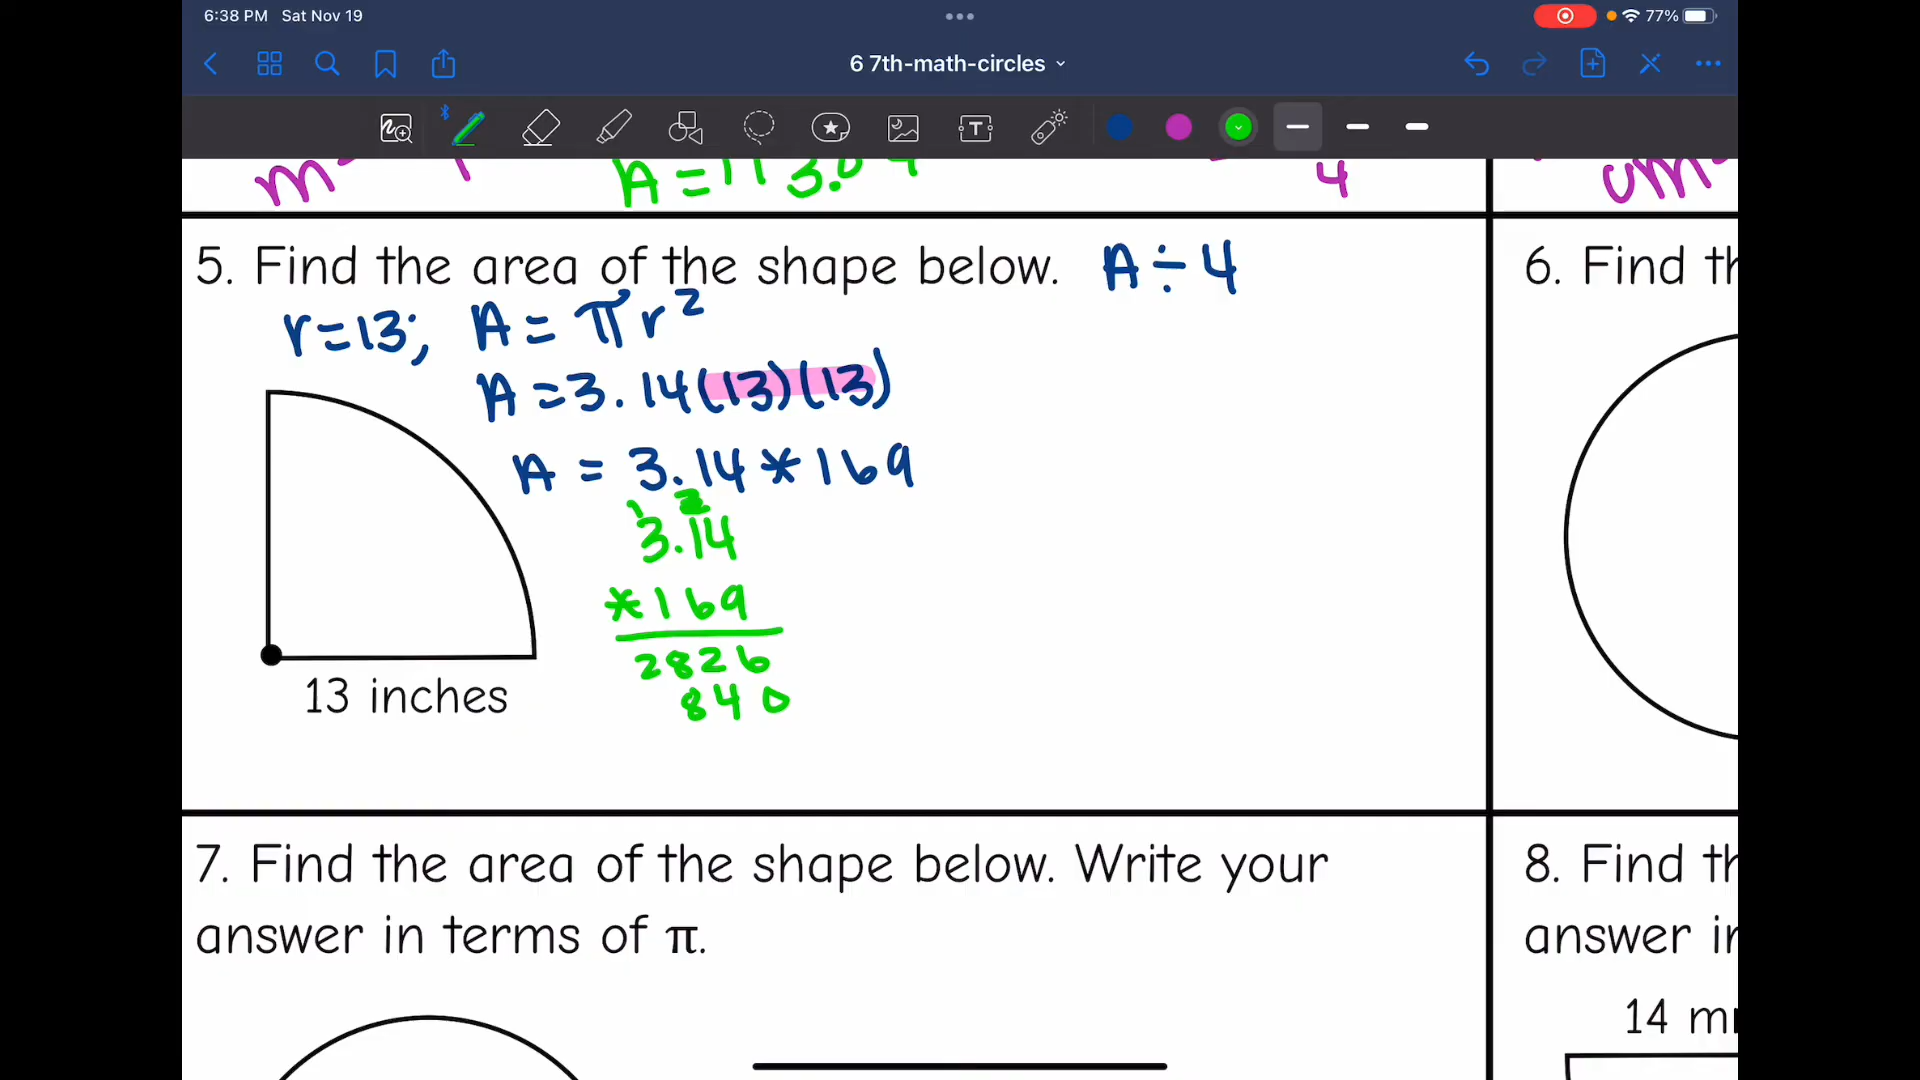 6:38 PM Sat Nov 19
77%
6 7th-math-circles
T
A = 113.04
4
5. Find the area of the shape below. A ÷ 4
r=13; A = πr²
A = 3.14(13)(13)
A = 3.14 * 169
1 2
3.14
* 169
2826
840
13 inches
6. Find th
7. Find the area of the shape below. Write your
answer in terms of π.
8. Find th
answer in
14 m